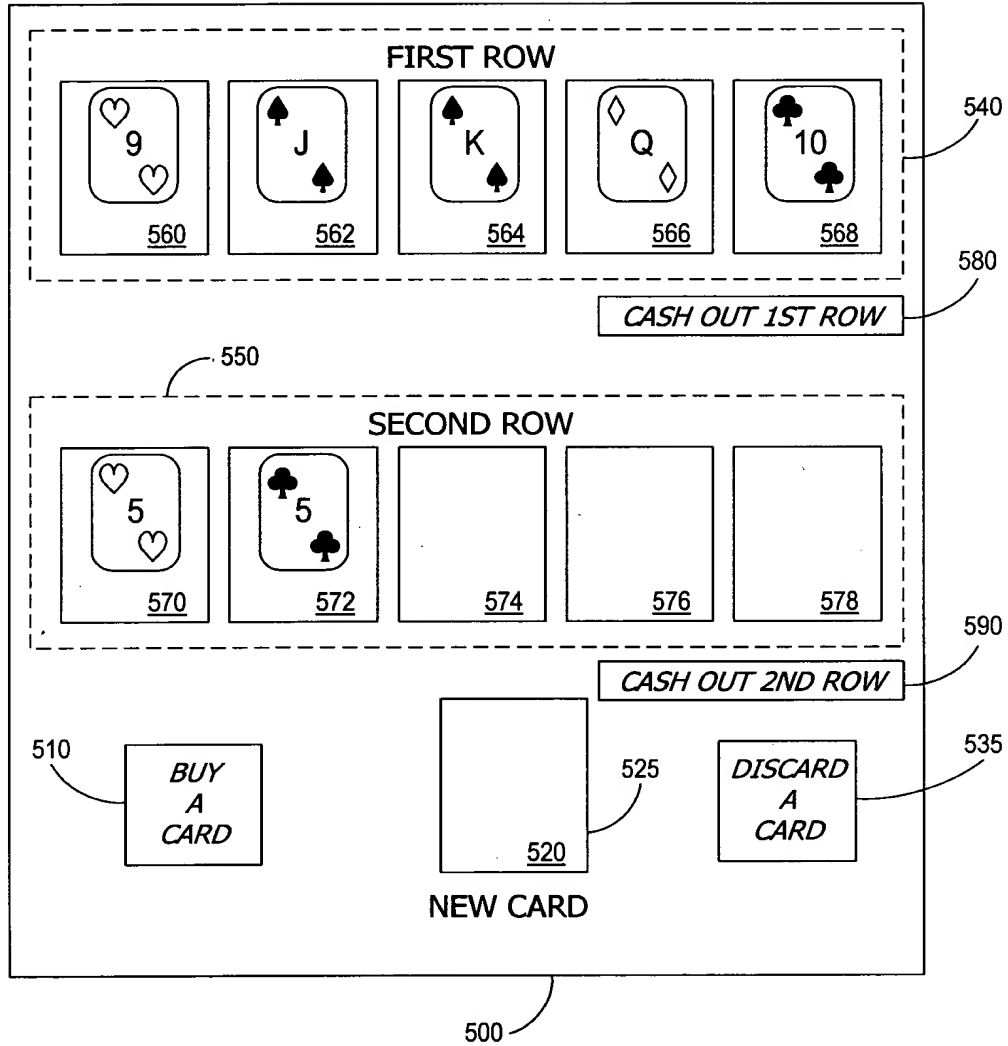 FIRST ROW
9 J K Q 10
560 562 564 566 568
540
580
CASH OUT 1ST ROW
550
SECOND ROW
5 5
570 572 574 576 578
590
CASH OUT 2ND ROW
510
BUY
A
CARD
525
520
535
DISCARD
A
CARD
NEW CARD
500